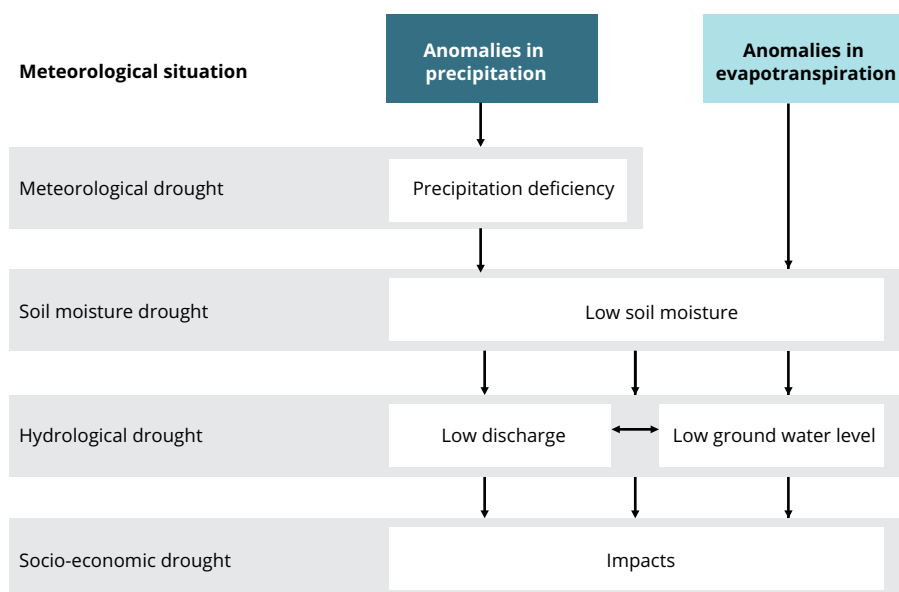 Meteorological situation
Anomalies in
precipitation
Anomalies in
evapotranspiration
Meteorological drought
Precipitation deficiency
Soil moisture drought
Low soil moisture
Hydrological drought
Low discharge
Low ground water level
Socio-economic drought
Impacts